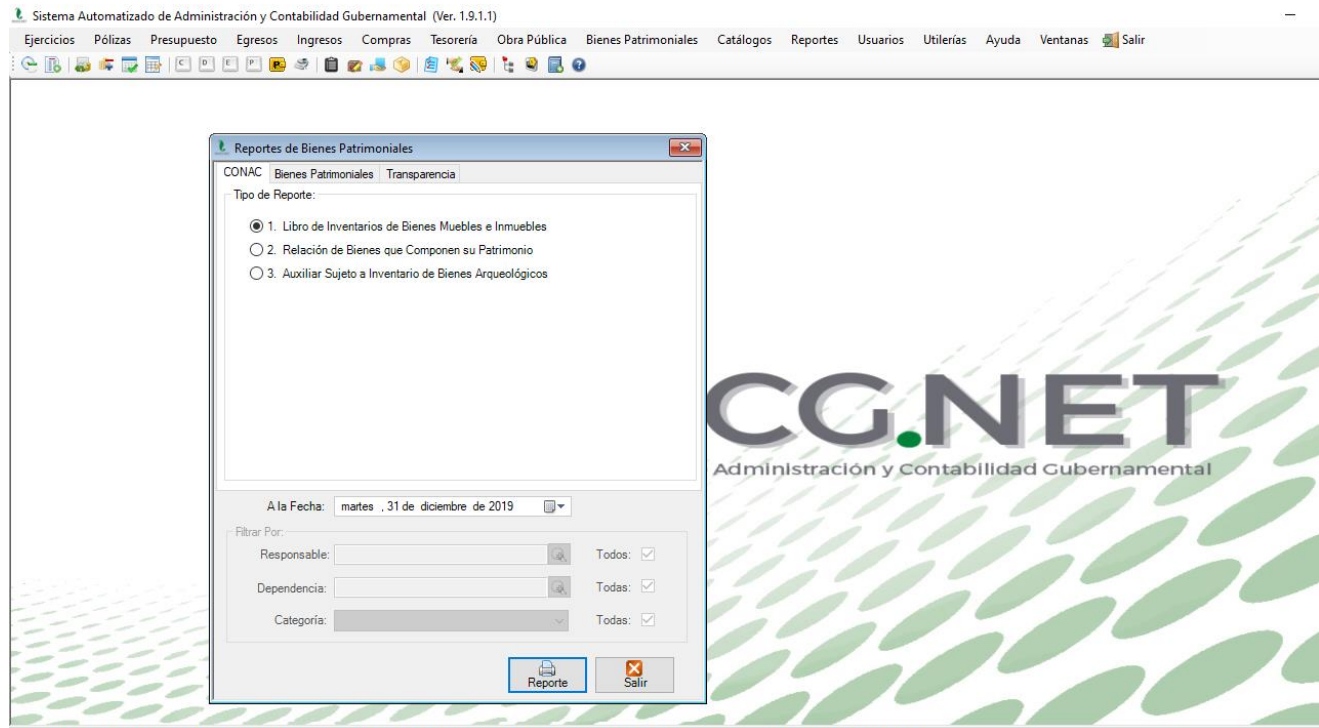 Sistema Automatizado de Administración y Contabilidad Gubernamental (Ver. 1.9.1.1)
Ejercicios Pólizas Presupuesto Egresos Ingresos Compras Tesorería Obra Pública Bienes Patrimoniales Catálogos Reportes Usuarios Utilerías Ayuda Ventanas Salir
C D E P
Reportes de Bienes Patrimoniales
CONAC Bienes Patrimoniales Transparencia
Tipo de Reporte:
1. Libro de Inventarios de Bienes Muebles e Inmuebles
2. Relación de Bienes que Componen su Patrimonio
3. Auxiliar Sujeto a Inventario de Bienes Arqueológicos
CG.NET
Administración y Contabilidad Gubernamental
A la Fecha: martes , 31 de diciembre de 2019
Filtrar Por:
Responsable: Todos:
Dependencia: Todas:
Categoría: Todas:
Reporte Salir